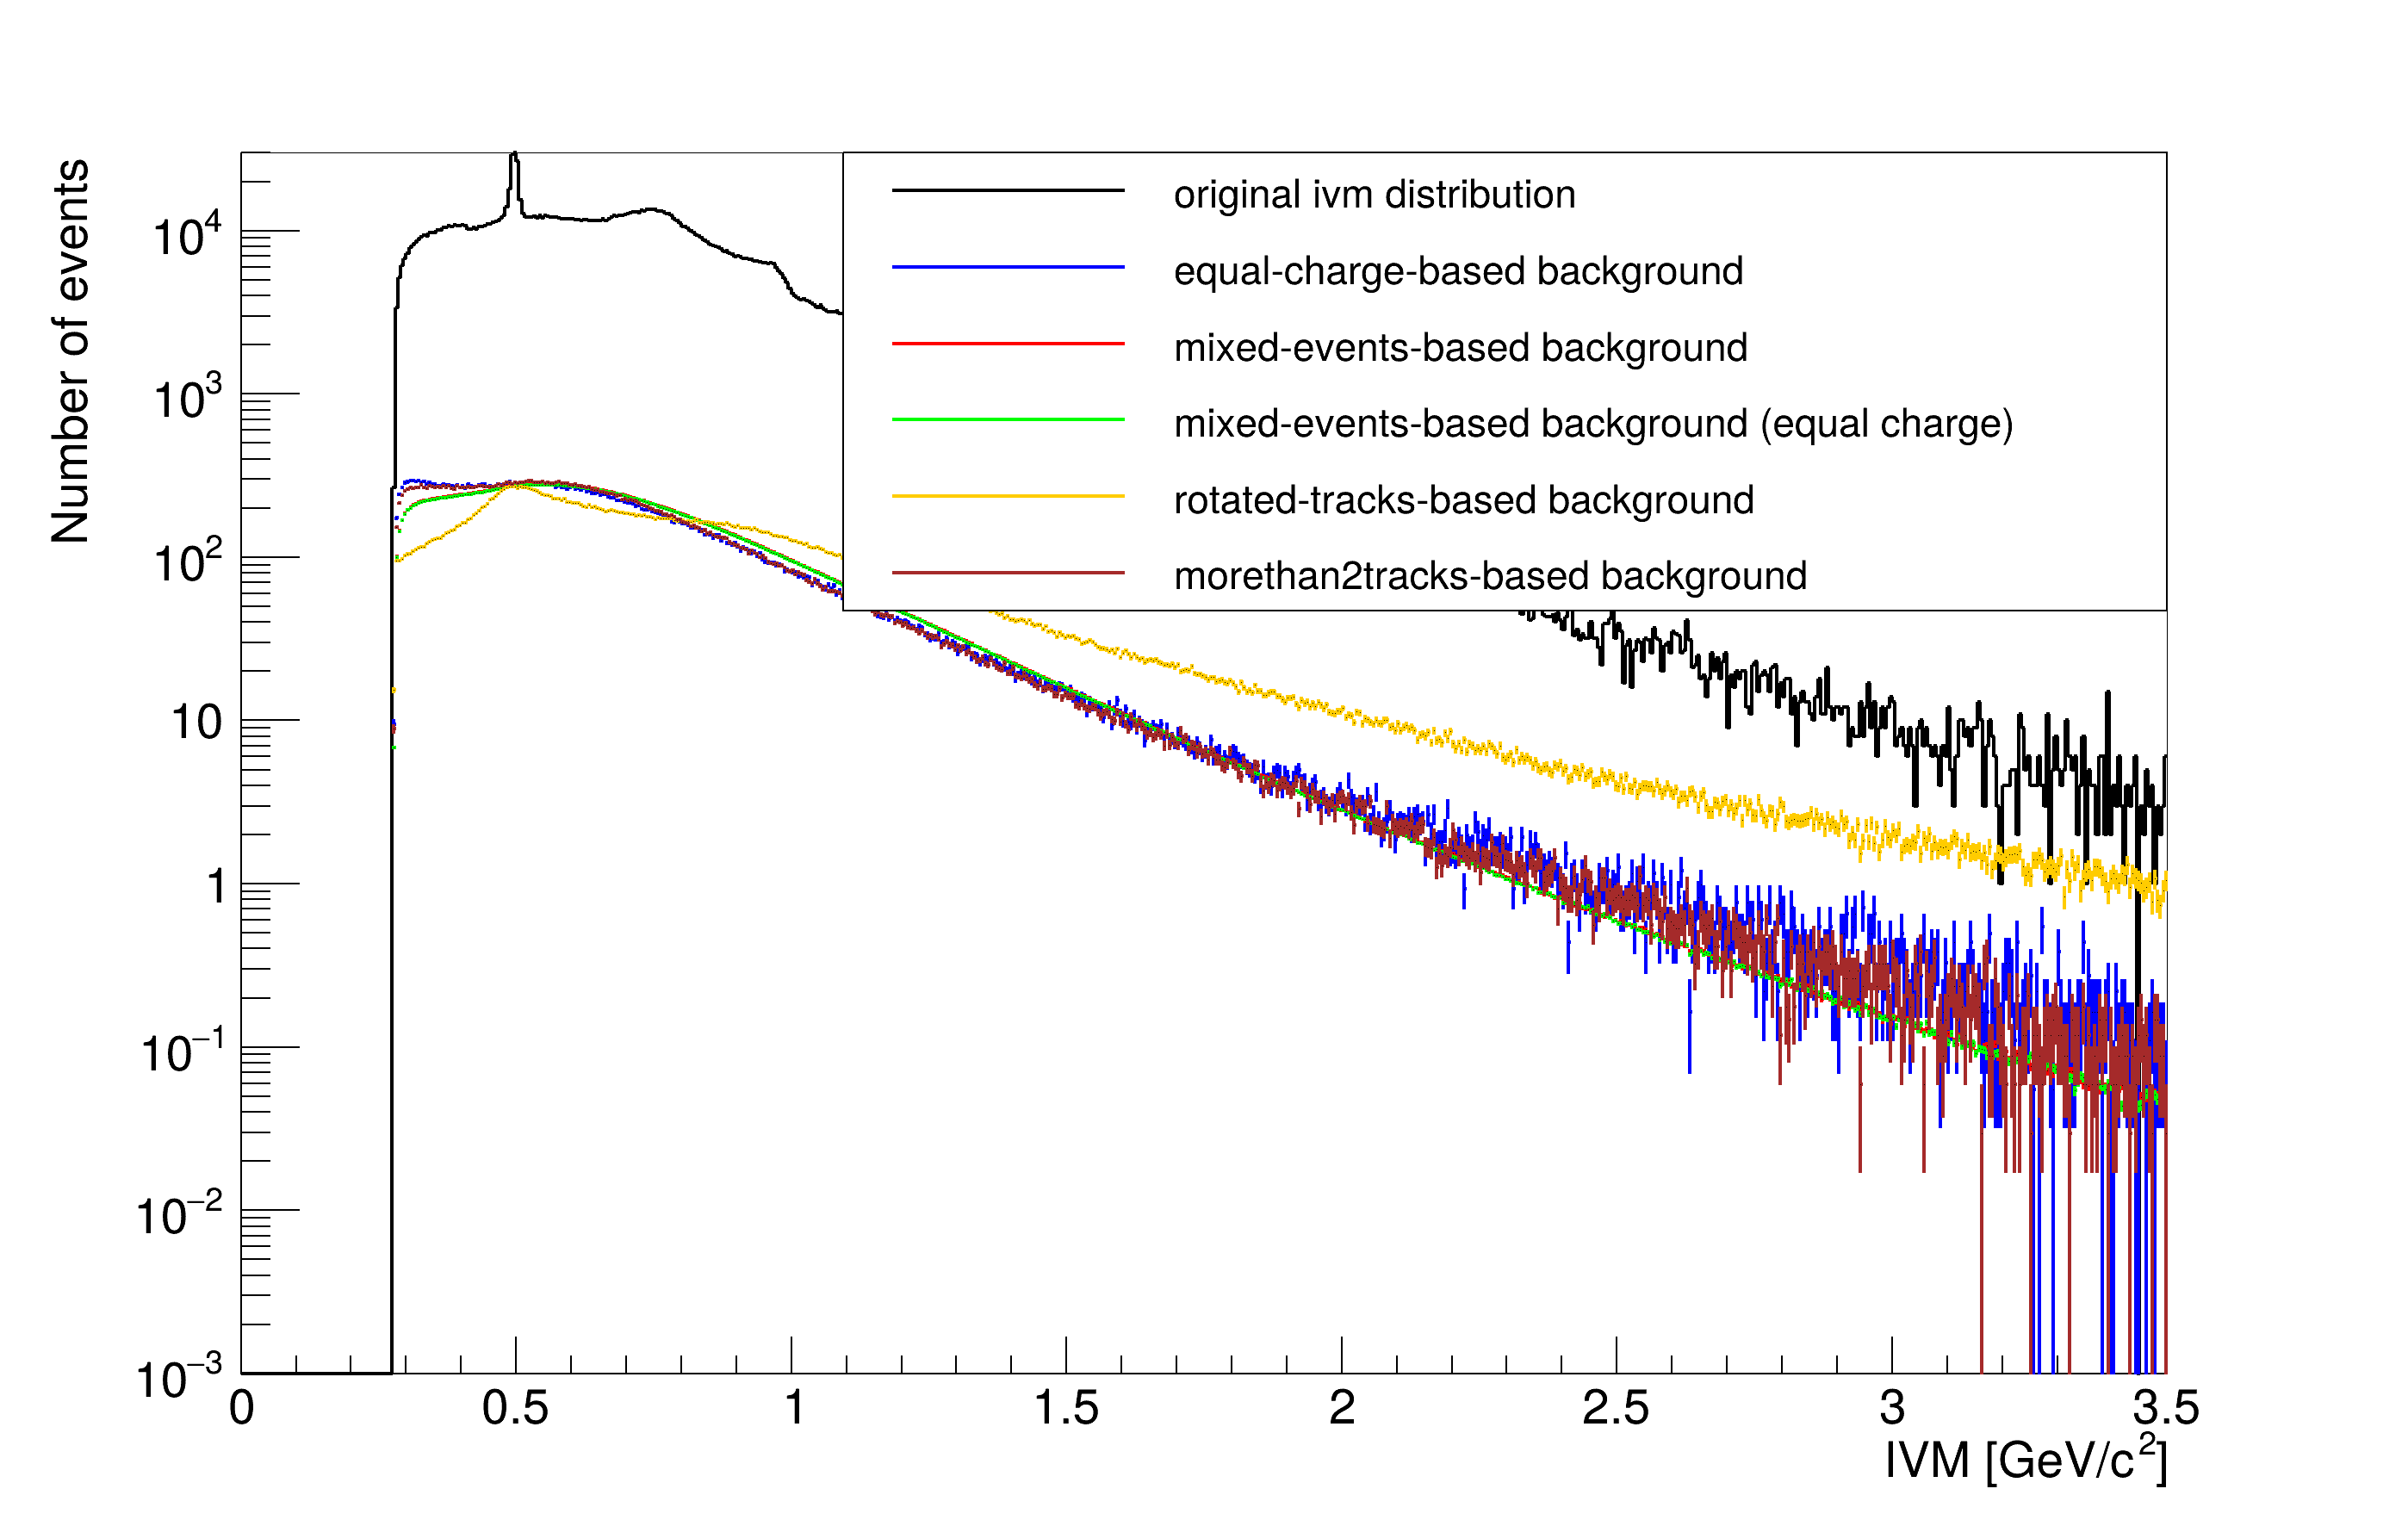 Number of events
10^4
10^3
10^2
10
1
10^−1
10^−2
10^−3
original ivm distribution
equal-charge-based background
mixed-events-based background
mixed-events-based background (equal charge)
rotated-tracks-based background
morethan2tracks-based background
0 0.5 1 1.5 2 2.5 3 3.5
IVM [GeV/c^2]